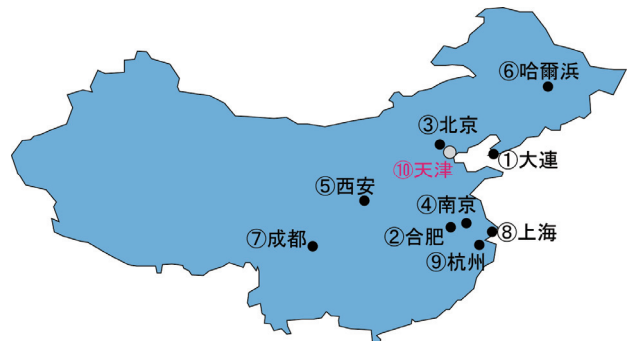 ⑥哈爾浜
③北京
①大連
⑩天津
⑤西安
④南京
②合肥
⑧上海
⑦成都
⑨杭州